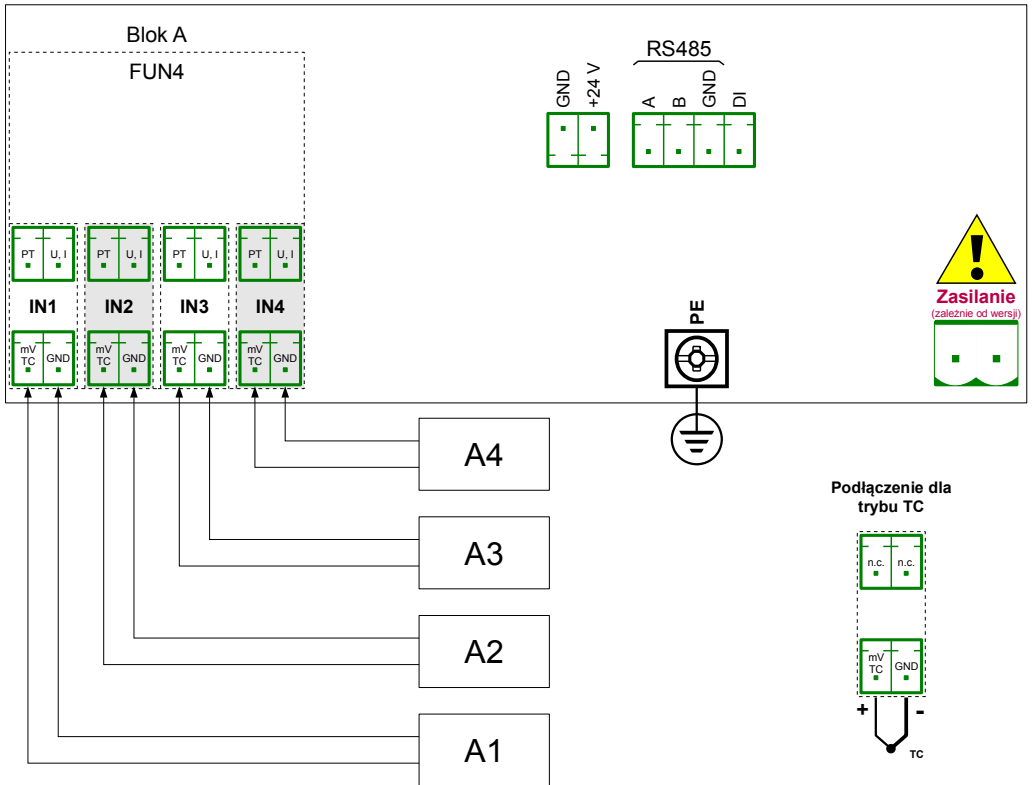 Blok A
FUN4
GND
+24 V
RS485
A
B
GND
DI
PT
U, I
PT
U, I
PT
U, I
PT
U, I
IN1
IN2
IN3
IN4
mV
TC
GND
mV
TC
GND
mV
TC
GND
mV
TC
GND
PE
Zasilanie
(zależnie od wersji)
A4
A3
A2
A1
Podłączenie dla
trybu TC
n.c.
n.c.
mV
TC
GND
+
-
TC